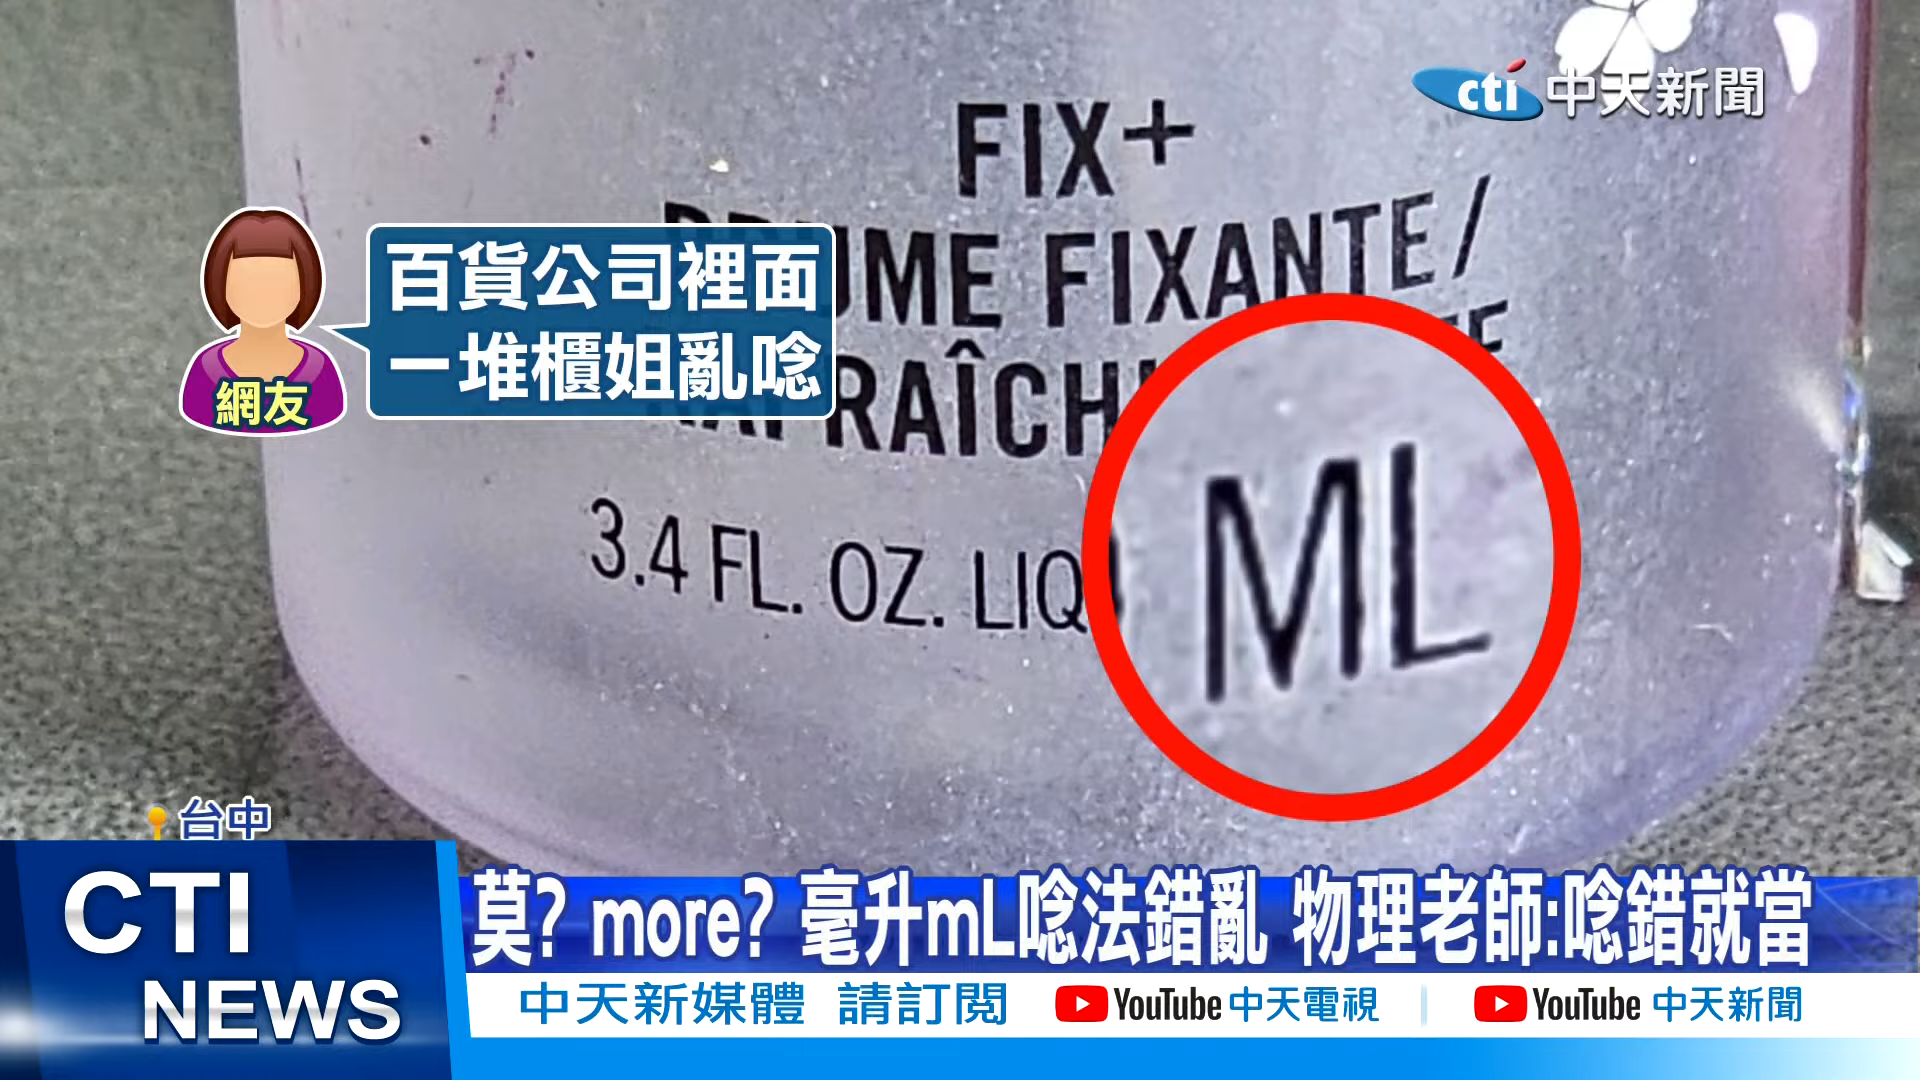 FIX+
UME FIXANTE/
RAÎCH
3.4 FL. OZ. LIQ
ML
cti 中天新聞
百貨公司裡面
一堆櫃姐亂唸
網友
台中
CTI
NEWS
莫? more? 毫升mL唸法錯亂 物理老師:唸錯就當
中天新媒體 請訂閱 YouTube 中天電視 | YouTube 中天新聞